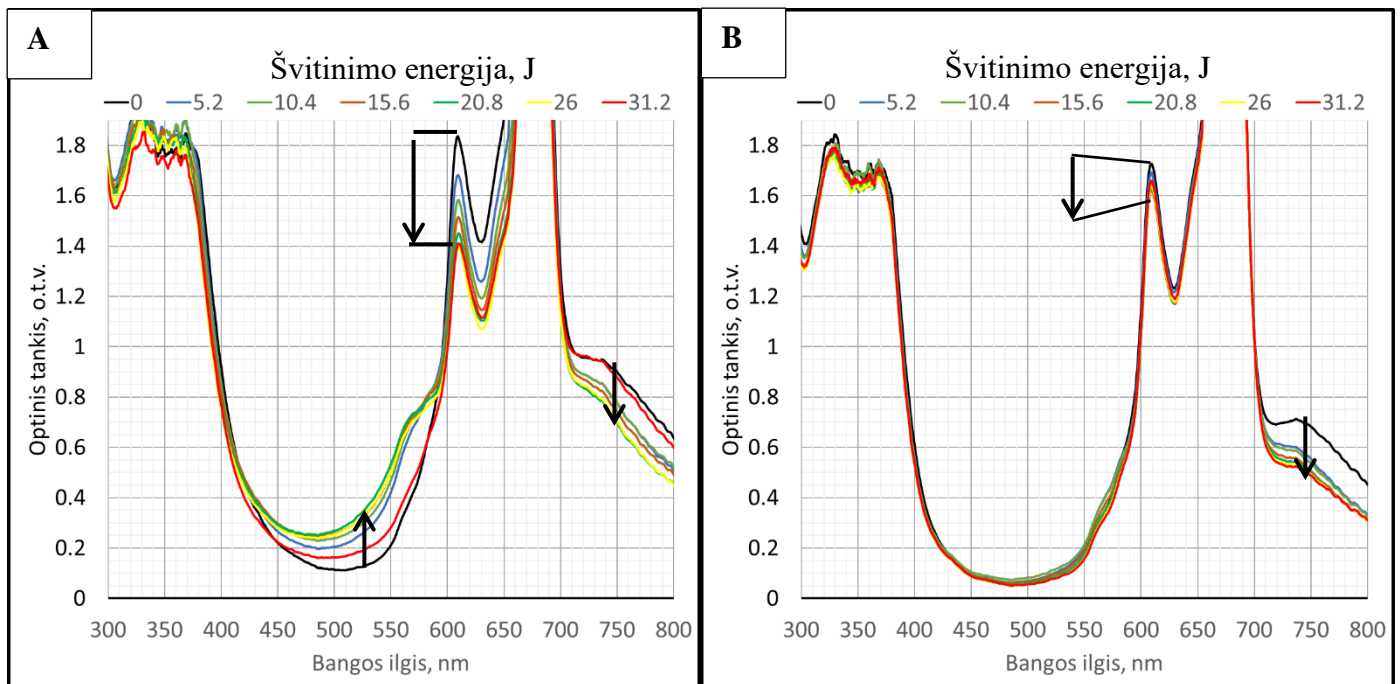 A
Švitinimo energija, J
0 5.2 10.4 15.6 20.8 26 31.2
Optinis tankis, o.t.v.
1.8
1.6
1.4
1.2
1
0.8
0.6
0.4
0.2
0
300 350 400 450 500 550 600 650 700 750 800
Bangos ilgis, nm
B
Švitinimo energija, J
0 5.2 10.4 15.6 20.8 26 31.2
Optinis tankis, o.t.v.
1.8
1.6
1.4
1.2
1
0.8
0.6
0.4
0.2
0
300 350 400 450 500 550 600 650 700 750 800
Bangos ilgis, nm